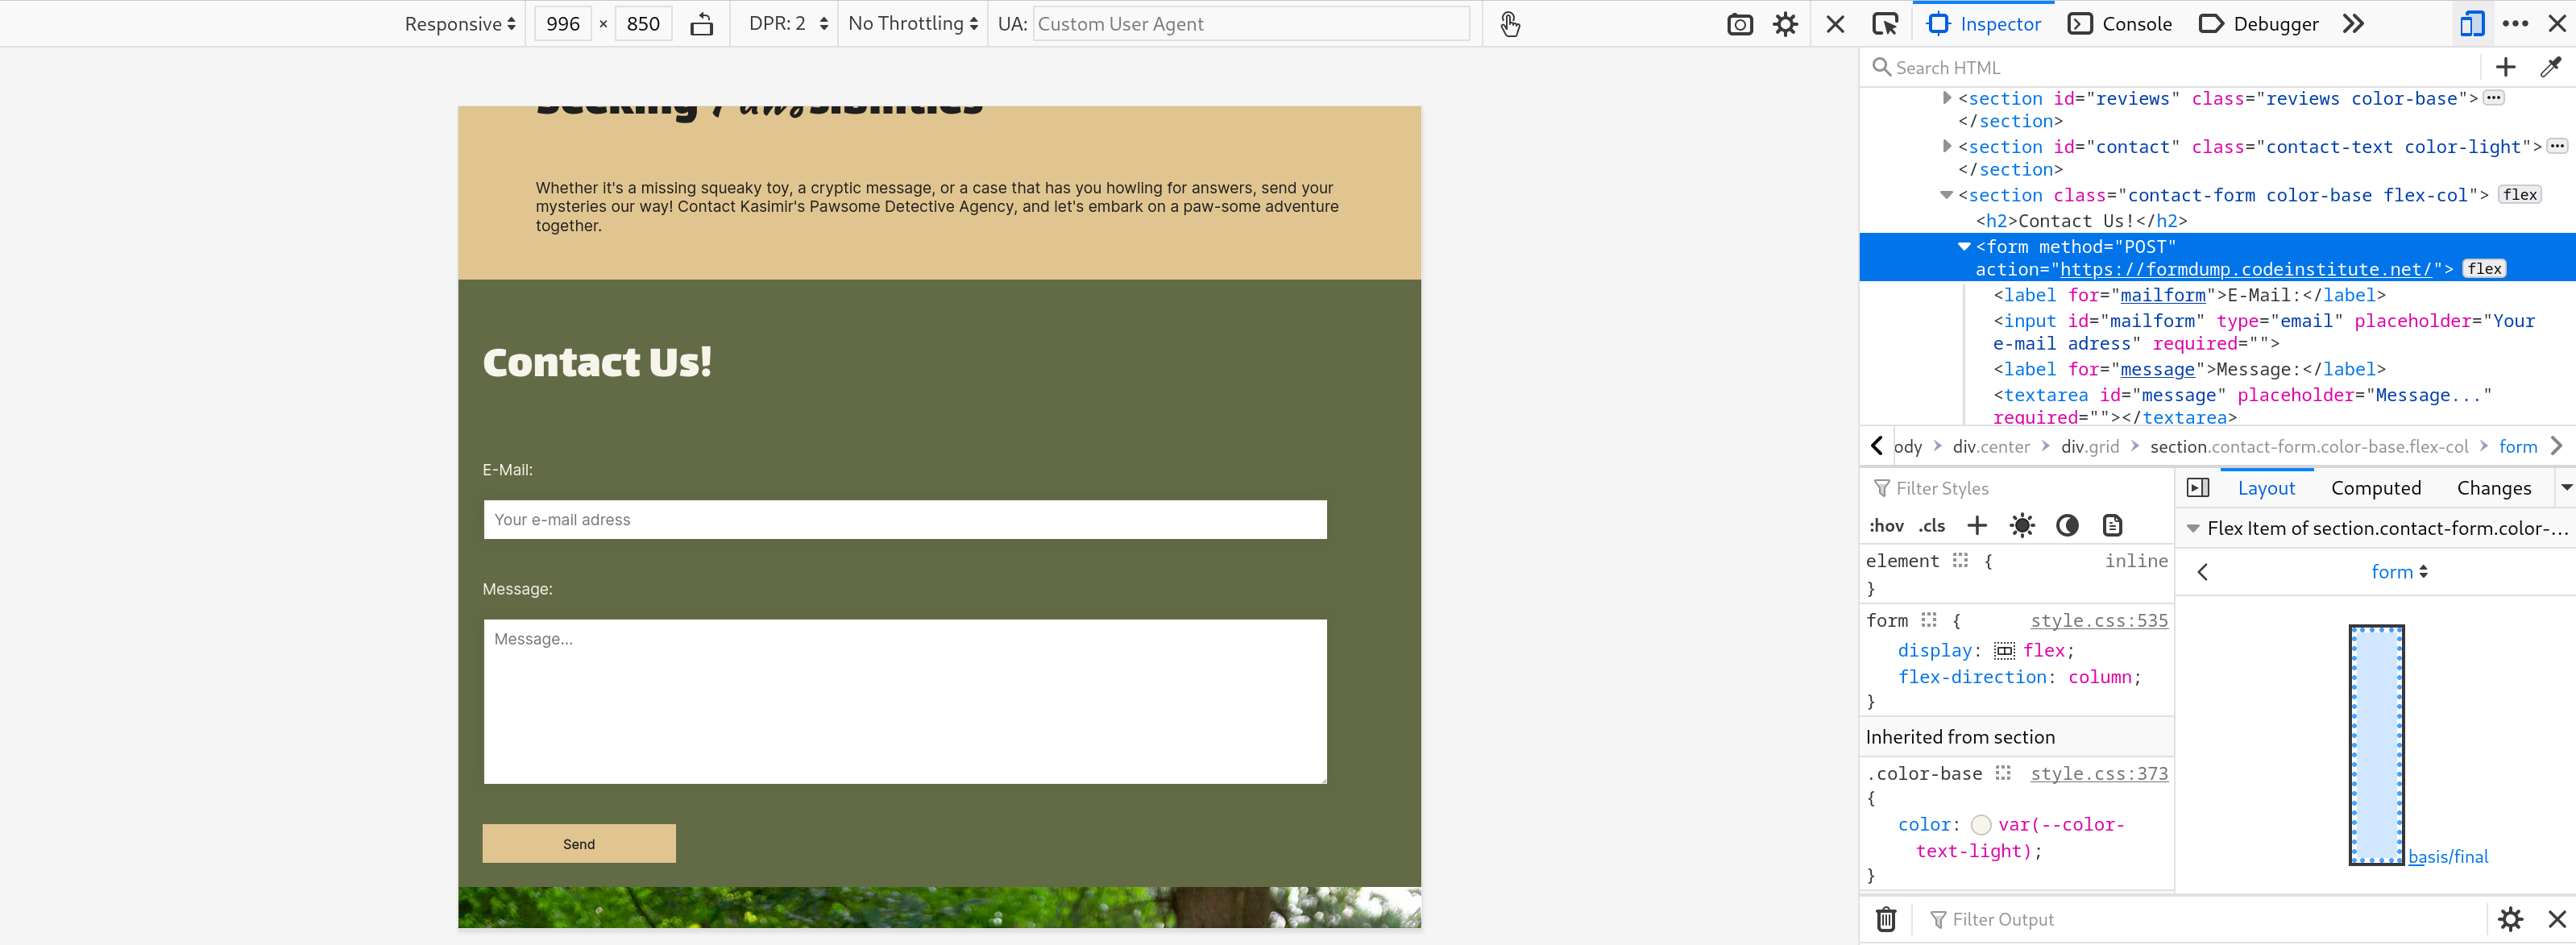 Responsive 996 × 850 DPR: 2 No Throttling UA: Custom User Agent
Inspector Console Debugger
Search HTML
<section id="reviews" class="reviews color-base">
</section>
<section id="contact" class="contact-text color-light">
</section>
<section class="contact-form color-base flex-col"> flex
<h2>Contact Us!</h2>
<form method="POST"
action="https://formdump.codeinstitute.net/"> flex
<label for="mailform">E-Mail:</label>
<input id="mailform" type="email" placeholder="Your
e-mail adress" required="">
<label for="message">Message:</label>
<textarea id="message" placeholder="Message..."
required=""></textarea>
ody div.center div.grid section.contact-form.color-base.flex-col form
Whether it's a missing squeaky toy, a cryptic message, or a case that has you howling for answers, send your
mysteries our way! Contact Kasimir's Pawsome Detective Agency, and let's embark on a paw-some adventure
together.
Contact Us!
E-Mail:
Your e-mail adress
Message:
Message...
Send
Filter Styles
:hov .cls
element { inline
}
form { style.css:535
display: flex;
flex-direction: column;
}
Inherited from section
.color-base style.css:373
{
color: var(--color-
text-light);
}
Layout Computed Changes
Flex Item of section.contact-form.color-...
form
basis/final
Filter Output